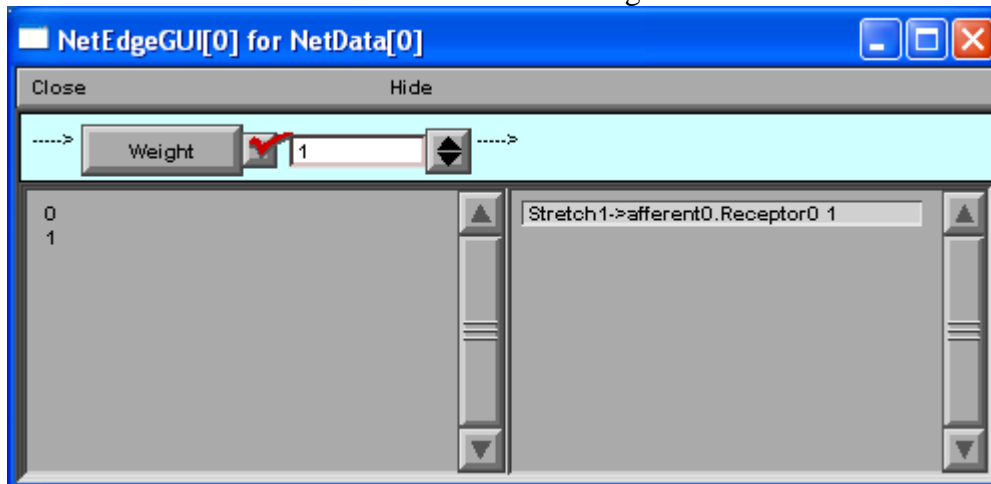 NetEdgeGUI[0] for NetData[0]
Close Hide
-----> Weight 1 ----->
0
1
Stretch1->afferent0.Receptor0 1